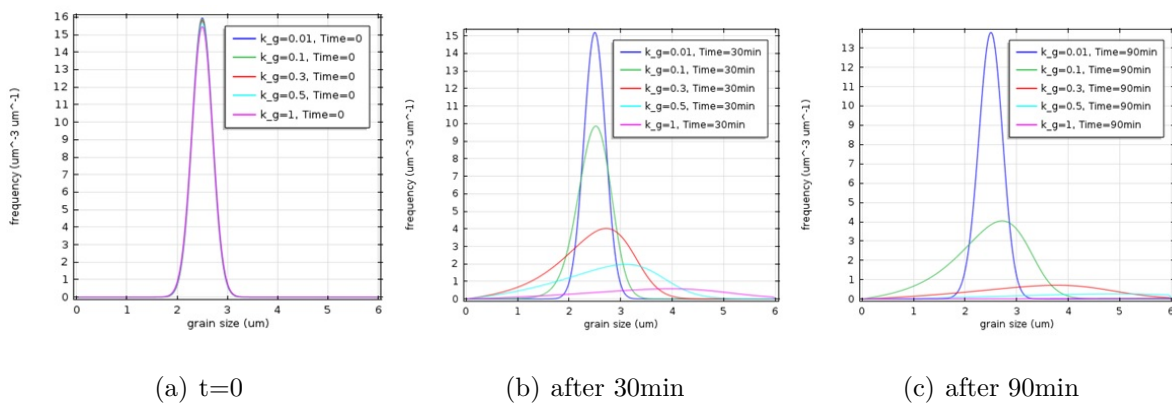 16
15
14
13
12
11
10
9
8
7
6
5
4
3
2
1
0
frequency (um^-3 um^-1)
k_g=0.01, Time=0
k_g=0.1, Time=0
k_g=0.3, Time=0
k_g=0.5, Time=0
k_g=1, Time=0
0 1 2 3 4 5 6
grain size (um)
(a) t=0
15
14
13
12
11
10
9
8
7
6
5
4
3
2
1
0
frequency (um^-3 um^-1)
k_g=0.01, Time=30min
k_g=0.1, Time=30min
k_g=0.3, Time=30min
k_g=0.5, Time=30min
k_g=1, Time=30min
0 1 2 3 4 5 6
grain size (um)
(b) after 30min
13
12
11
10
9
8
7
6
5
4
3
2
1
0
frequency (um^-3 um^-1)
k_g=0.01, Time=90min
k_g=0.1, Time=90min
k_g=0.3, Time=90min
k_g=0.5, Time=90min
k_g=1, Time=90min
0 1 2 3 4 5 6
grain size (um)
(c) after 90min